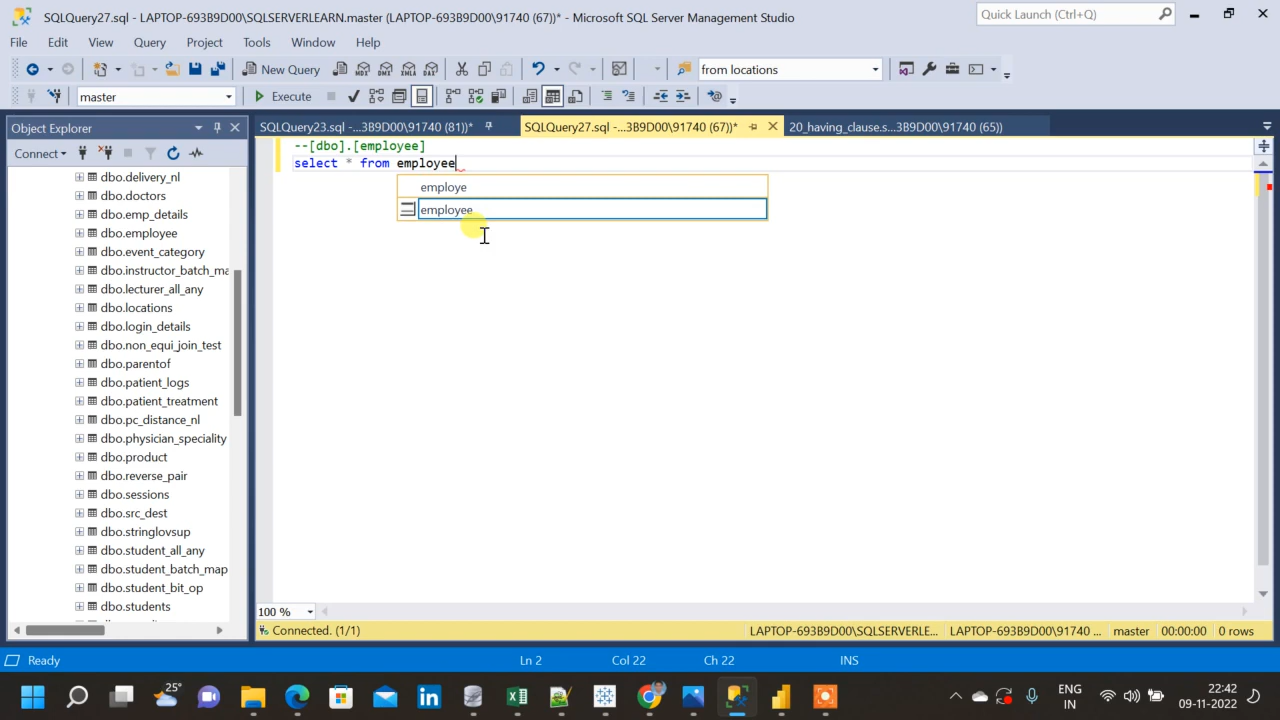 SQLQuery27.sql - LAPTOP-693B9D00\SQLSERVERLEARN.master (LAPTOP-693B9D00\91740 (67))* - Microsoft SQL Server Management Studio
Quick Launch (Ctrl+Q)
File Edit View Query Project Tools Window Help
New Query
MDX DMX XMLA DAX
from locations
master
Execute
Object Explorer
SQLQuery23.sql -...3B9D00\91740 (81))*
SQLQuery27.sql -...3B9D00\91740 (67))*
20_having_clause.s...3B9D00\91740 (65))
Connect
dbo.delivery_nl
dbo.doctors
dbo.emp_details
dbo.employee
dbo.event_category
dbo.instructor_batch_ma
dbo.lecturer_all_any
dbo.locations
dbo.login_details
dbo.non_equi_join_test
dbo.parentof
dbo.patient_logs
dbo.patient_treatment
dbo.pc_distance_nl
dbo.physician_speciality
dbo.product
dbo.reverse_pair
dbo.sessions
dbo.src_dest
dbo.stringlovsup
dbo.student_all_any
dbo.student_batch_map
dbo.student_bit_op
dbo.students
--[dbo].[employee]
select * from employee
employe
employee
100 %
Connected. (1/1)
LAPTOP-693B9D00\SQLSERVERLE...
LAPTOP-693B9D00\91740 ...
master
00:00:00
0 rows
Ready
Ln 2
Col 22
Ch 22
INS
25°
ENG
IN
22:42
09-11-2022